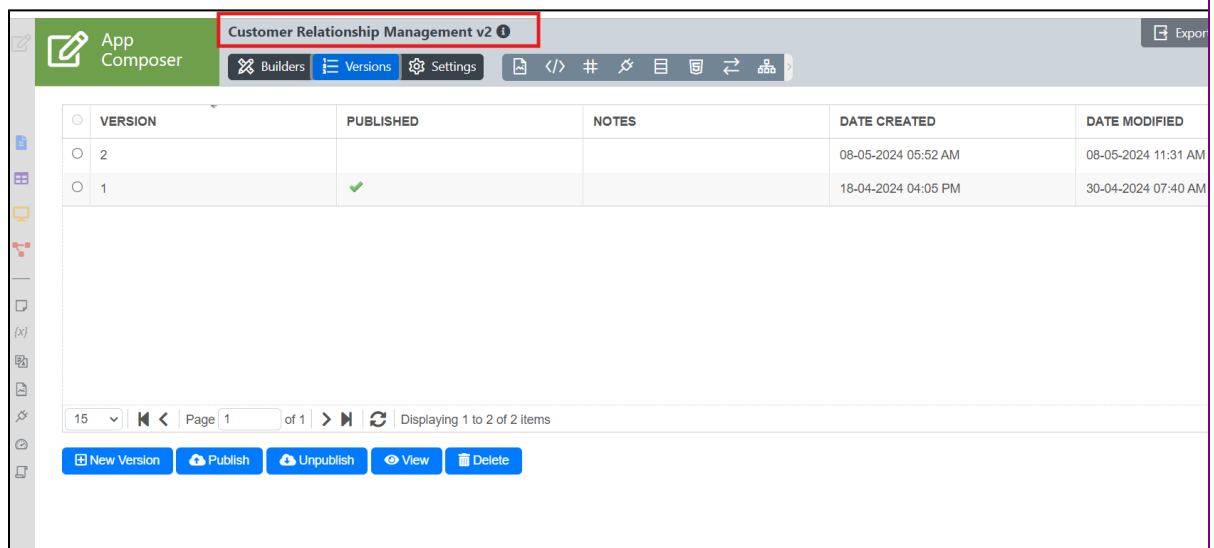 Customer Relationship Management v2
App
Composer
Export
Builders Versions Settings
VERSION PUBLISHED NOTES DATE CREATED DATE MODIFIED
2 08-05-2024 05:52 AM 08-05-2024 11:31 AM
1 18-04-2024 04:05 PM 30-04-2024 07:40 AM
{x}
15 Page 1 of 1 Displaying 1 to 2 of 2 items
New Version Publish Unpublish View Delete